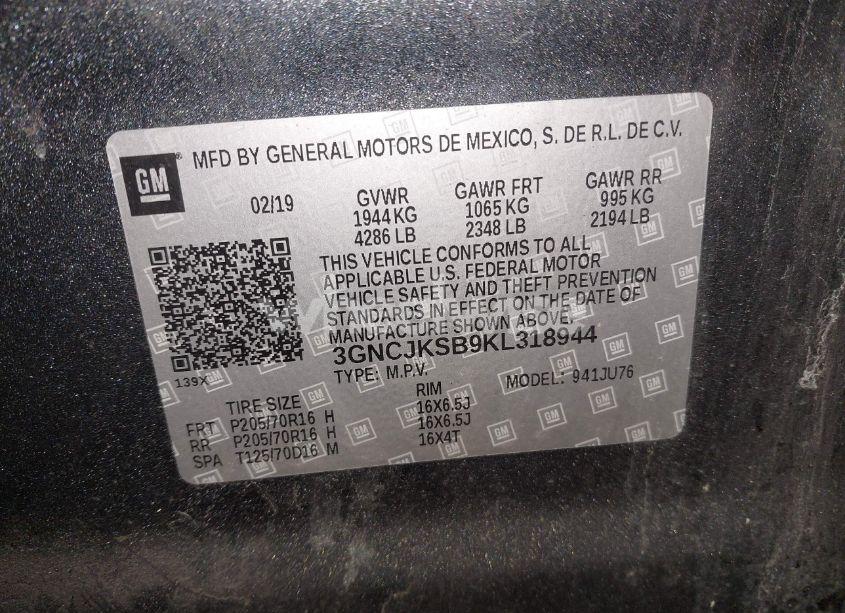 GM
MFD BY GENERAL MOTORS DE MEXICO, S. DE R.L. DE C.V.
02/19 GVWR GAWR FRT GAWR RR
1944 KG 1065 KG 995 KG
4286 LB 2348 LB 2194 LB
THIS VEHICLE CONFORMS TO ALL
APPLICABLE U.S. FEDERAL MOTOR
VEHICLE SAFETY AND THEFT PREVENTION
STANDARDS IN EFFECT ON THE DATE OF
MANUFACTURE SHOWN ABOVE.
3GNCJKSB9KL318944
139X
TYPE: M.P.V. MODEL: 941JU76
TIRE SIZE RIM
FRT P205/70R16 H 16X6.5J
RR P205/70R16 H 16X6.5J
SPA T125/70D16 M 16X4T